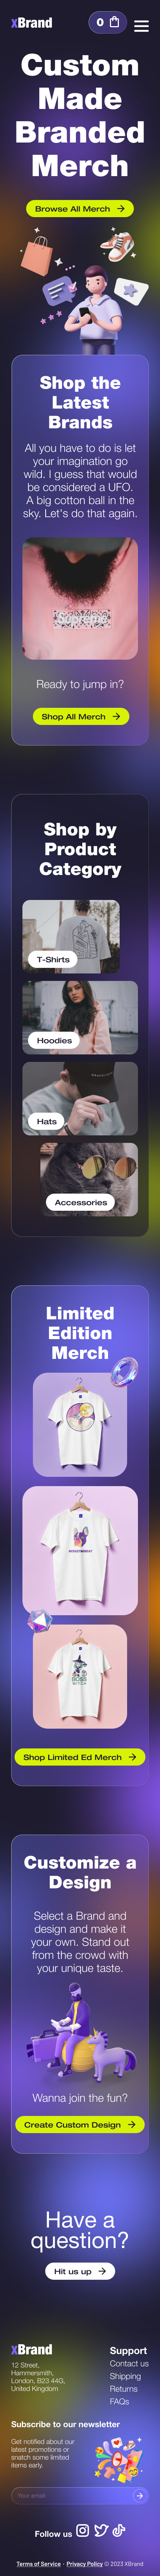 xBrand
0
Custom
Made
Branded
Merch
Browse All Merch
Shop the
Latest
Brands
All you have to do is let
your imagination go
wild. I guess that would
be considered a UFO.
A big cotton ball in the
sky. Let's do that again.
Supreme
Ready to jump in?
Shop All Merch
Shop by
Product
Category
T-Shirts
Hoodies
Hats
Accessories
Limited
Edition
Merch
Shop Limited Ed Merch
Customize a
Design
Select a Brand and
design and make it
your own. Stand out
from the crowd with
your unique taste.
Wanna join the fun?
Create Custom Design
Have a
question?
Hit us up
xBrand
12 Street,
Hammersmith,
London, B23 44G,
United Kingdom
Support
Contact us
Shipping
Returns
FAQs
Subscribe to our newsletter
Get notified about our
latest promotions or
snatch some limited
items early.
Your email
Follow us
Terms of Service - Privacy Policy © 2023 XBrand